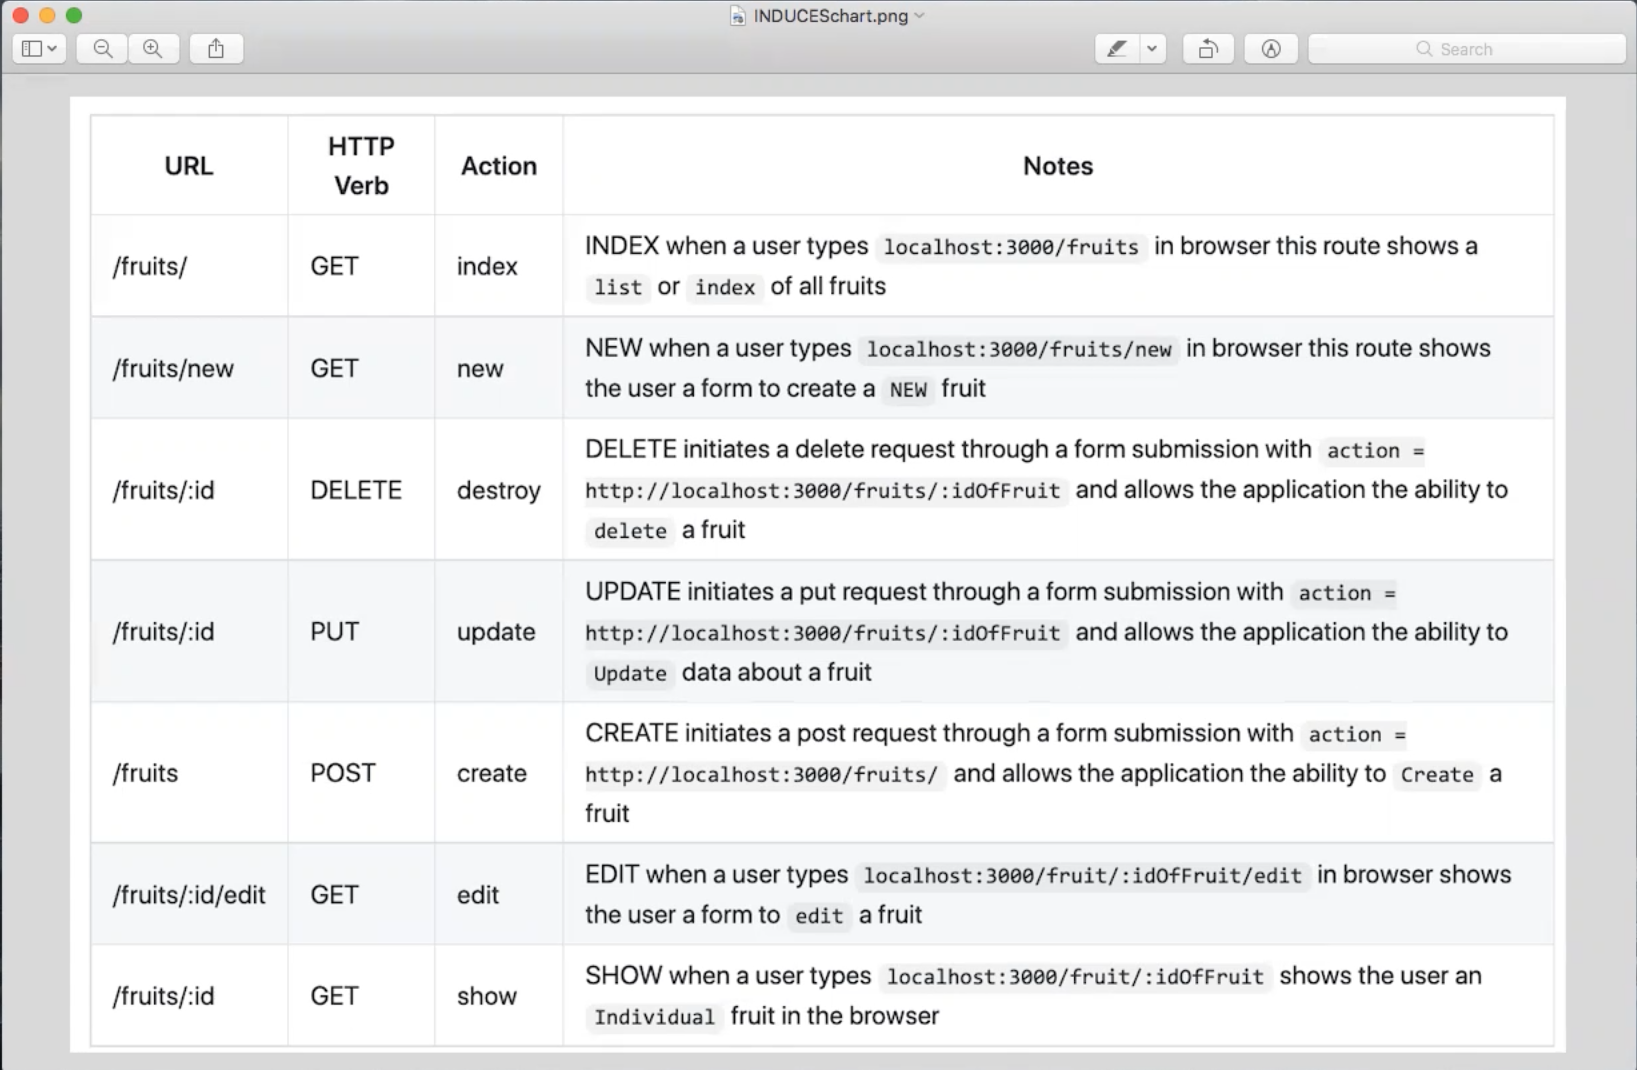 INDUCESchart.png
Search
URL
HTTP
Verb
Action
Notes
/fruits/
GET
index
INDEX when a user types localhost:3000/fruits in browser this route shows a
list or index of all fruits
/fruits/new
GET
new
NEW when a user types localhost:3000/fruits/new in browser this route shows
the user a form to create a NEW fruit
/fruits/:id
DELETE
destroy
DELETE initiates a delete request through a form submission with action =
http://localhost:3000/fruits/:idOfFruit and allows the application the ability to
delete a fruit
/fruits/:id
PUT
update
UPDATE initiates a put request through a form submission with action =
http://localhost:3000/fruits/:idOfFruit and allows the application the ability to
Update data about a fruit
/fruits
POST
create
CREATE initiates a post request through a form submission with action =
http://localhost:3000/fruits/ and allows the application the ability to Create a
fruit
/fruits/:id/edit
GET
edit
EDIT when a user types localhost:3000/fruit/:idOfFruit/edit in browser shows
the user a form to edit a fruit
/fruits/:id
GET
show
SHOW when a user types localhost:3000/fruit/:idOfFruit shows the user an
Individual fruit in the browser